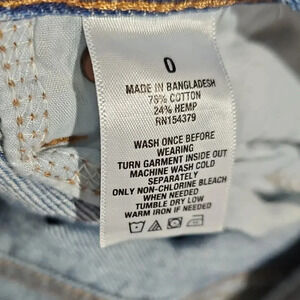 0
MADE IN BANGLADESH
76% COTTON
24% HEMP
RN154379
WASH ONCE BEFORE
WEARING
TURN GARMENT INSIDE OUT
MACHINE WASH COLD
SEPARATELY
ONLY NON-CHLORINE BLEACH
WHEN NEEDED
TUMBLE DRY LOW
WARM IRON IF NEEDED